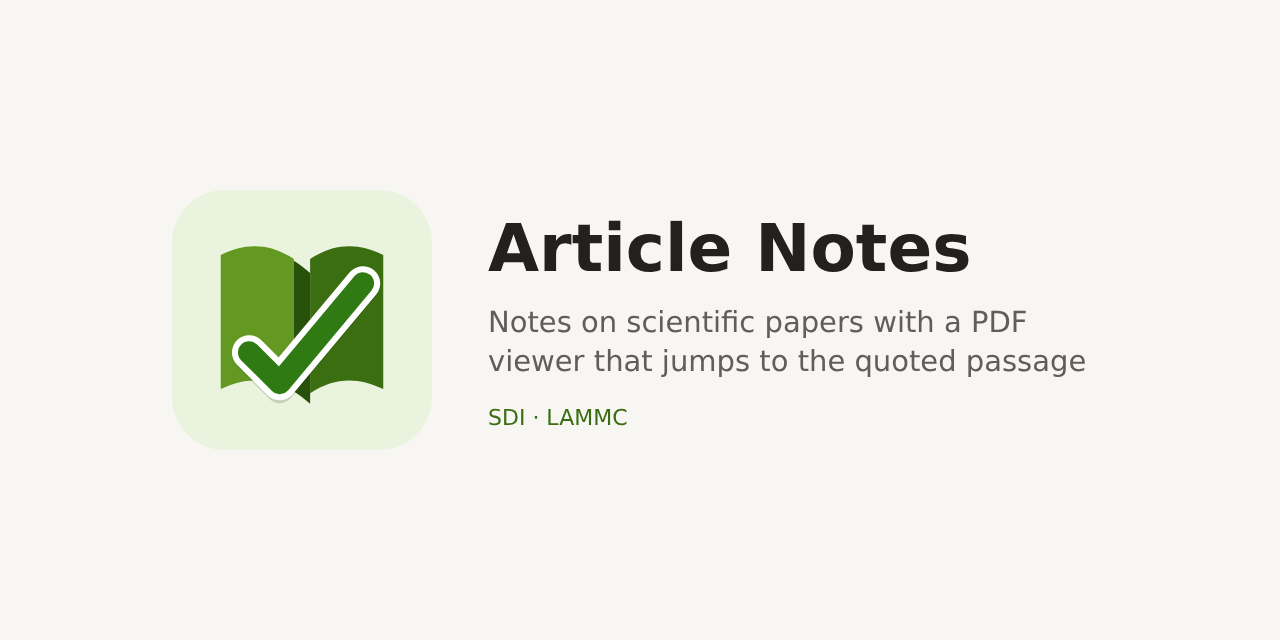 Article Notes
Notes on scientific papers with a PDF
viewer that jumps to the quoted passage
SDI · LAMMC